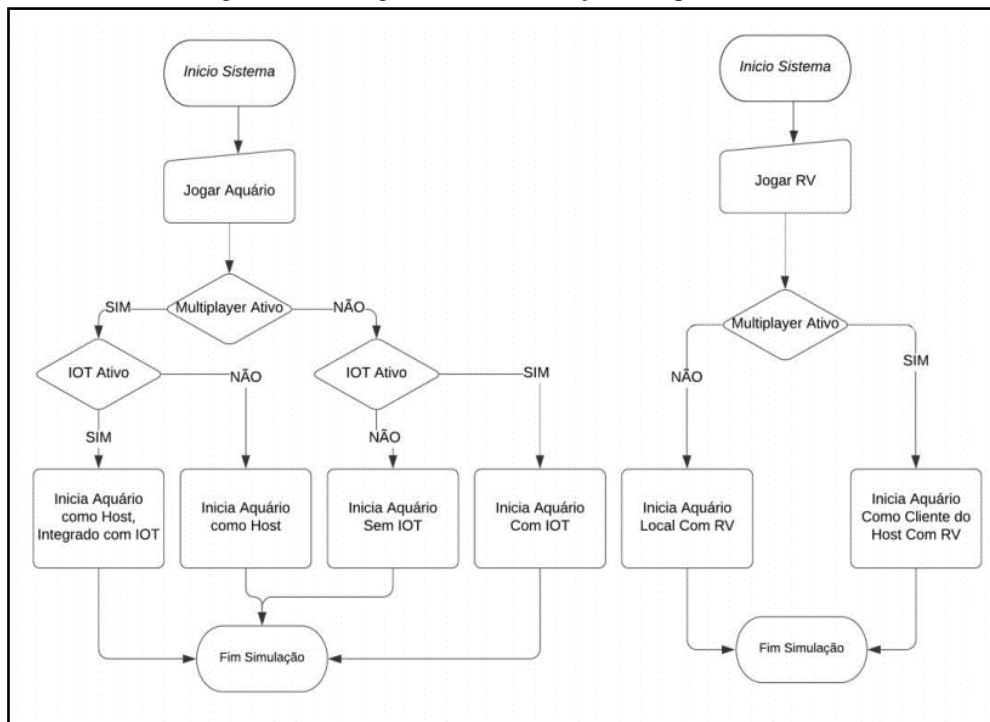 Inicio Sistema
Jogar Aquário
Multiplayer Ativo
SIM
NÃO
IOT Ativo
NÃO
SIM
IOT Ativo
SIM
NÃO
Inicia Aquário
como Host,
Integrado com IOT
Inicia Aquário
como Host
Inicia Aquário
Sem IOT
Inicia Aquário
Com IOT
Fim Simulação
Inicio Sistema
Jogar RV
Multiplayer Ativo
NÃO
SIM
Inicia Aquário
Local Com RV
Inicia Aquário
Como Cliente do
Host Com RV
Fim Simulação